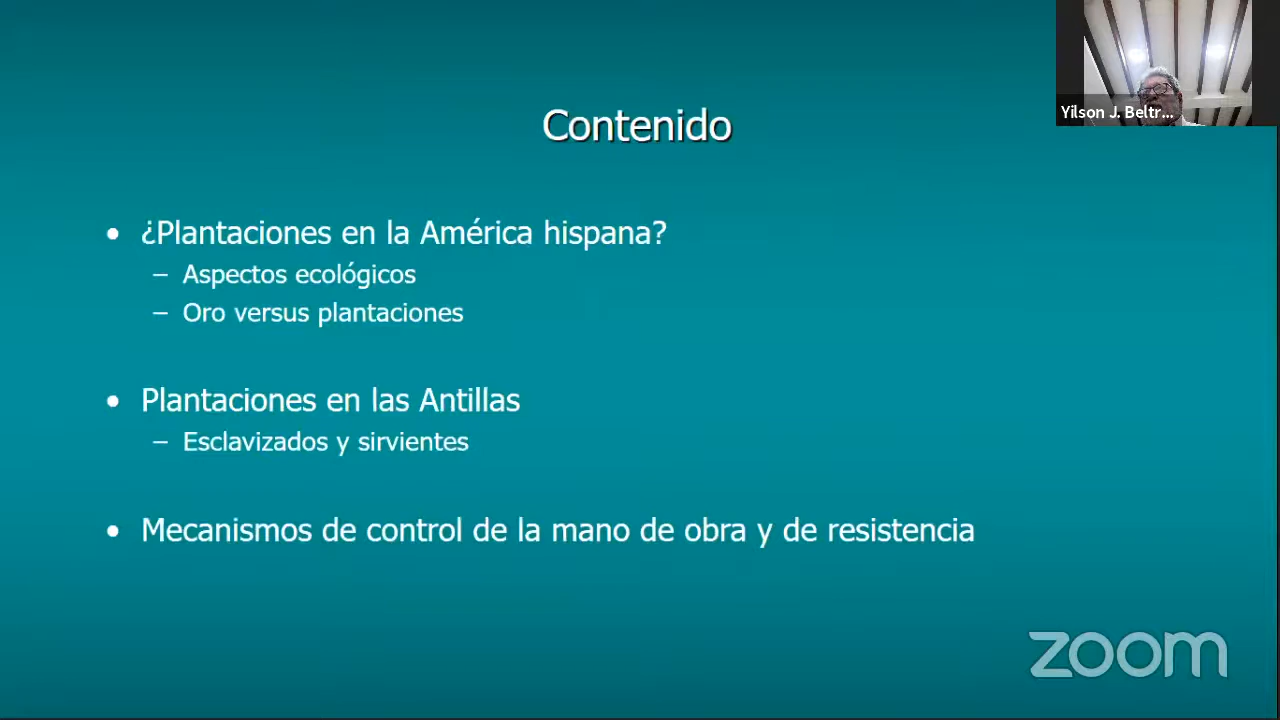 Contenido
Yilson J. Beltr...
• ¿Plantaciones en la América hispana?
– Aspectos ecológicos
– Oro versus plantaciones
• Plantaciones en las Antillas
– Esclavizados y sirvientes
• Mecanismos de control de la mano de obra y de resistencia
zoom